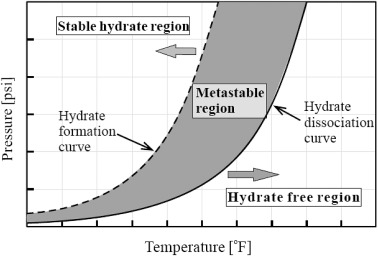 Stable hydrate region
Metastable
region
Hydrate
formation
curve
Hydrate
dissociation
curve
Hydrate free region
Pressure [psi]
Temperature [°F]